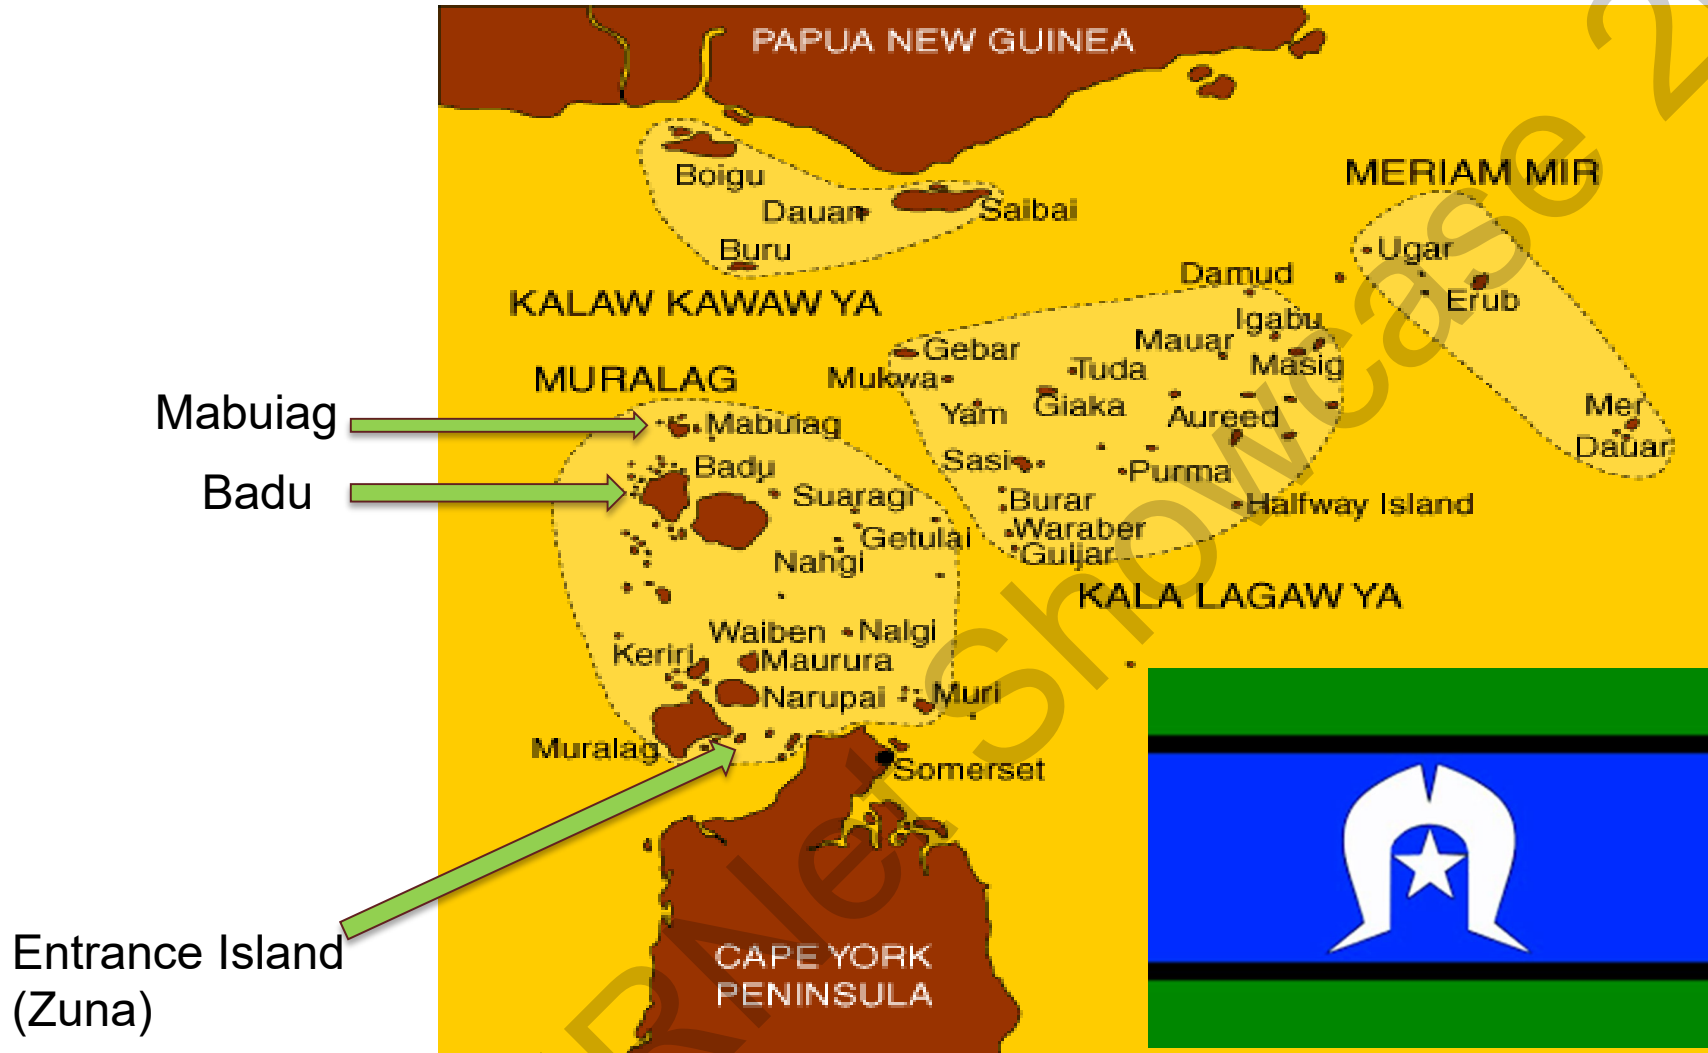 PAPUA NEW GUINEA
MERIAM MIR
Boigu
Dauan
Saibai
Buru
Ugar
Damud
Erub
KALAW KAWAW YA
Igabu
Mauar
Gebar
Masig
Tuda
Mukwa
MURALAG
Giaka
Yam
Aureed
Mer
Mabuiag
Mabuiag
Dauar
Badu
Sasi
Purma
Badu
Suaragi
Burar
Halfway Island
Waraber
Getulai
Guijar
Nahgi
KALA LAGAW YA
Waiben
Nalgi
Keriri
Maurura
Narupai
Muri
Muralag
Somerset
Entrance Island
(Zuna)
CAPE YORK
PENINSULA
RNet Showcase 2